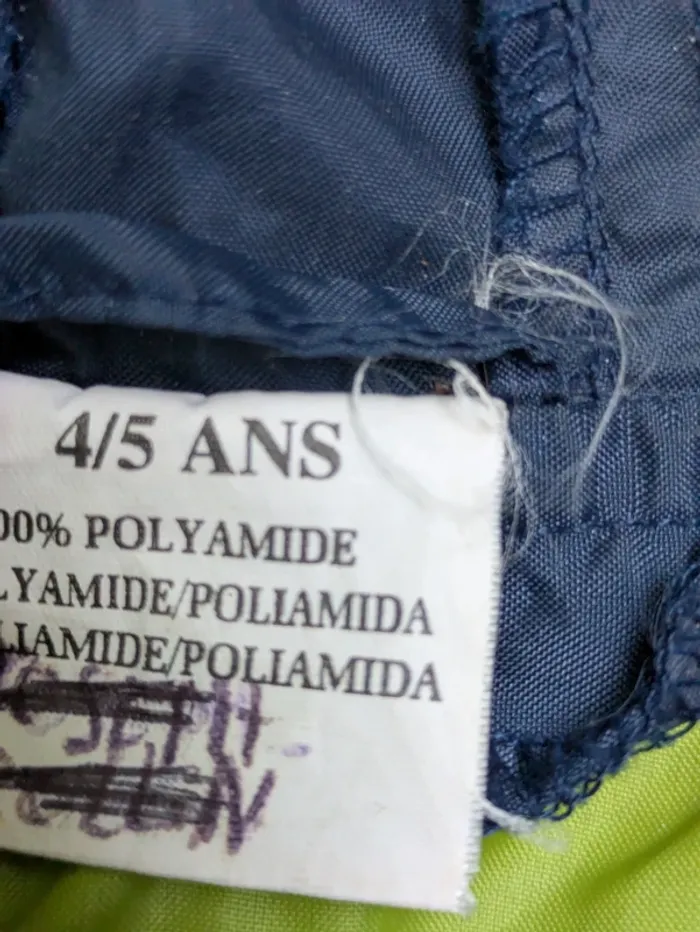 4/5 ANS
00% POLYAMIDE
LYAMIDE/POLIAMIDA
LIAMIDE/POLIAMIDA